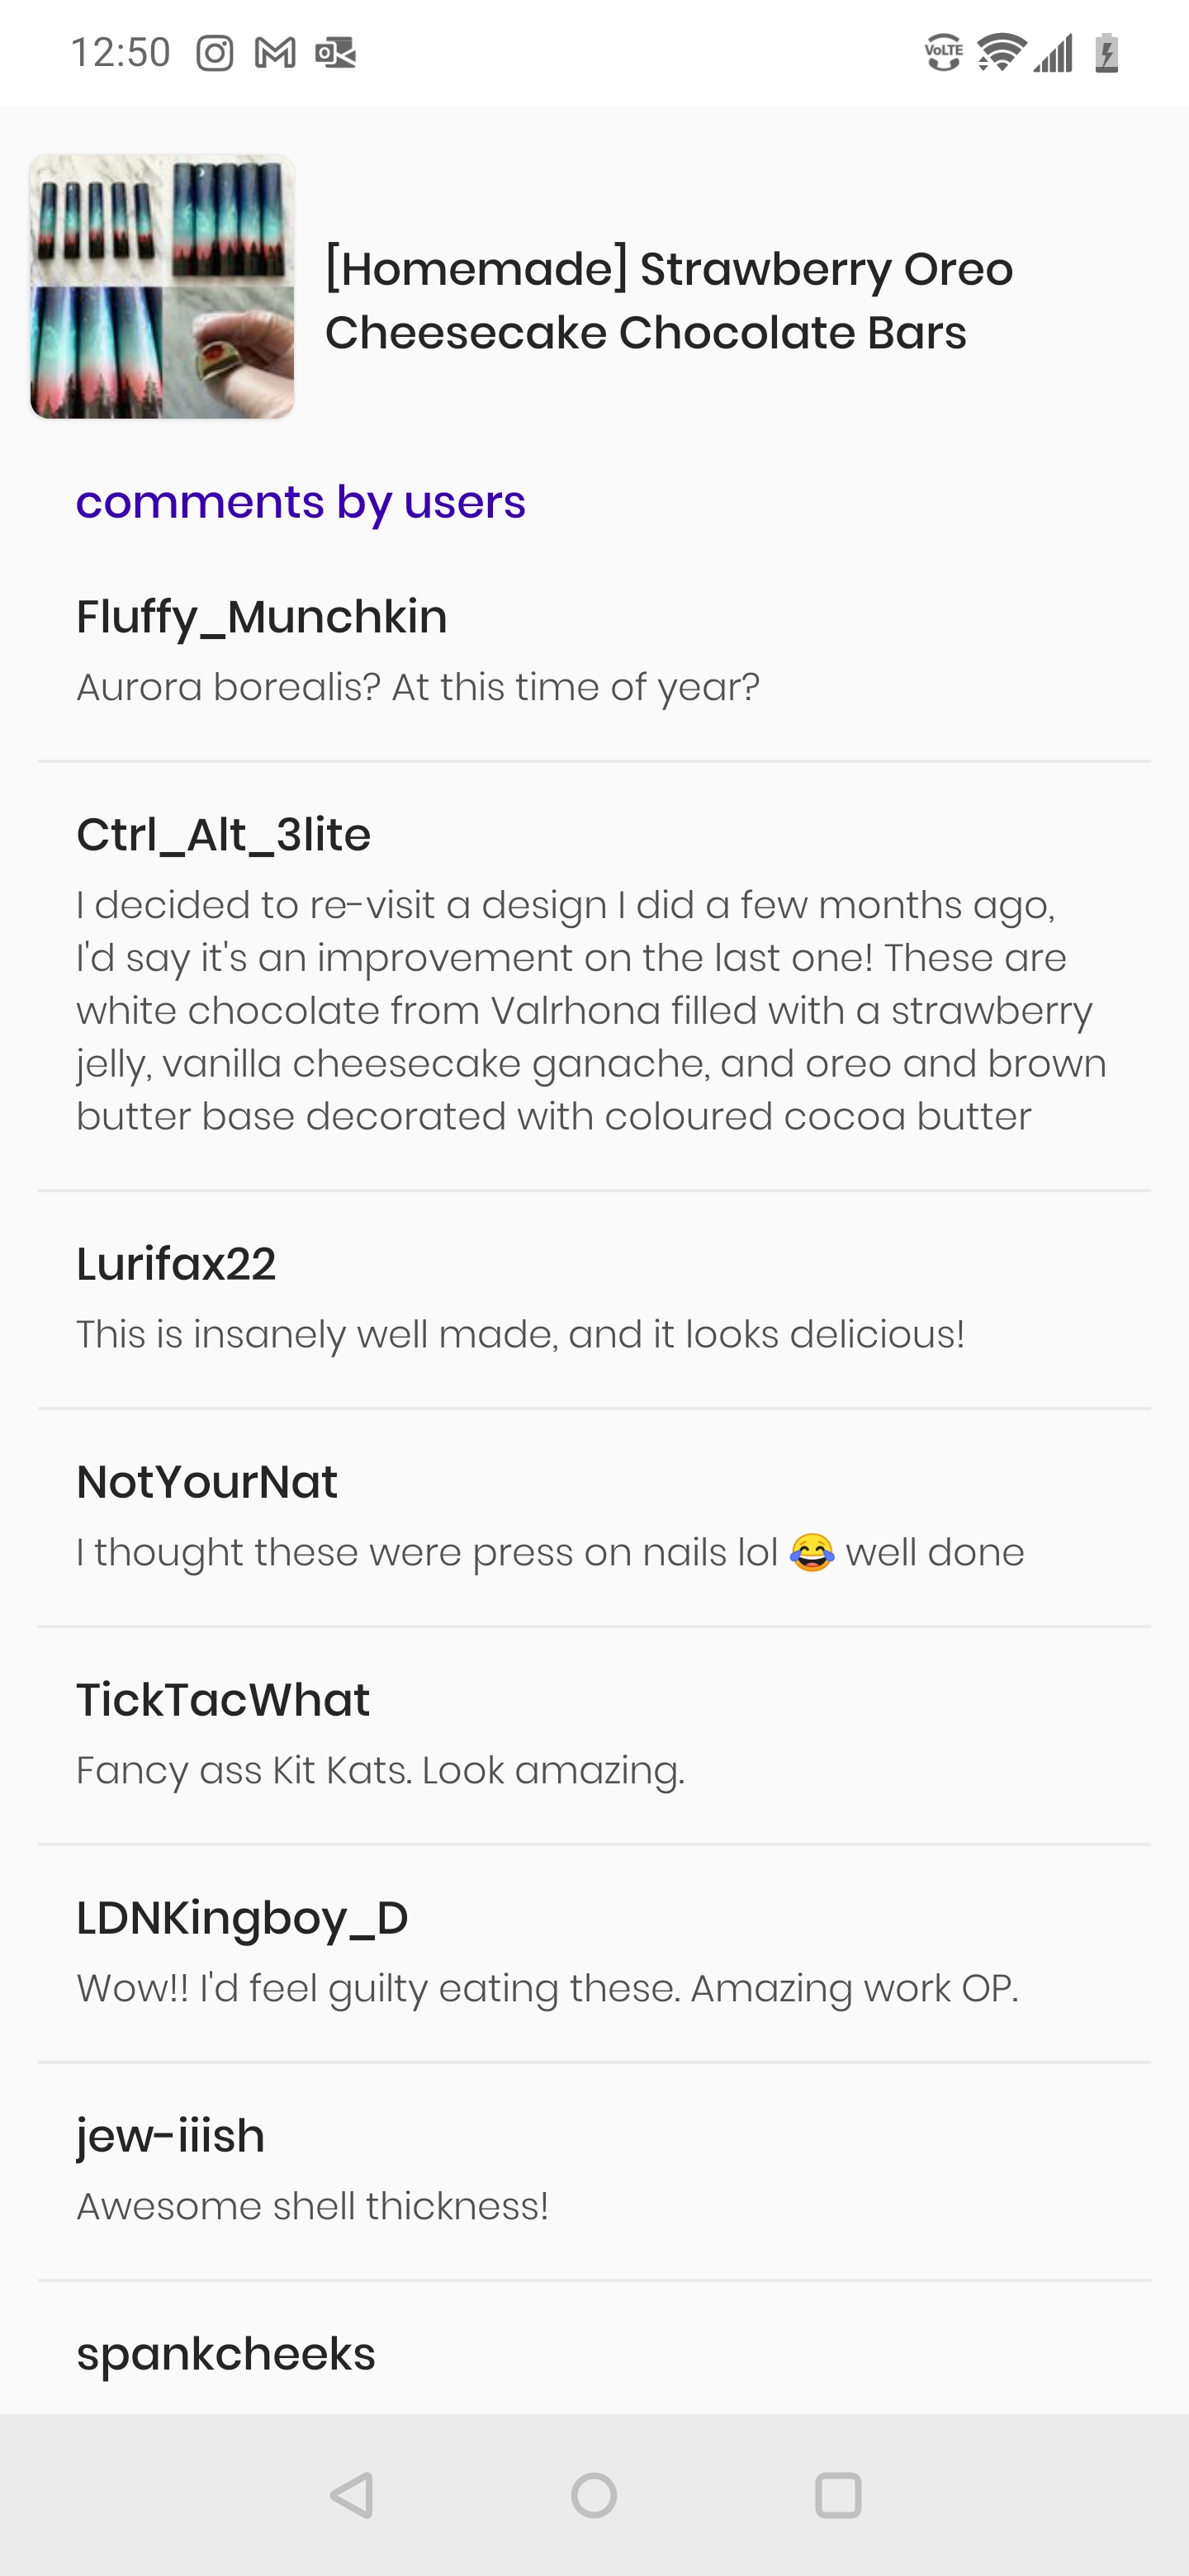 12:50
VoLTE
[Homemade] Strawberry Oreo
Cheesecake Chocolate Bars
comments by users
Fluffy_Munchkin
Aurora borealis? At this time of year?
Ctrl_Alt_3lite
I decided to re-visit a design I did a few months ago,
I'd say it's an improvement on the last one! These are
white chocolate from Valrhona filled with a strawberry
jelly, vanilla cheesecake ganache, and oreo and brown
butter base decorated with coloured cocoa butter
Lurifax22
This is insanely well made, and it looks delicious!
NotYourNat
I thought these were press on nails lol 😂 well done
TickTacWhat
Fancy ass Kit Kats. Look amazing.
LDNKingboy_D
Wow!! I'd feel guilty eating these. Amazing work OP.
jew-iiish
Awesome shell thickness!
spankcheeks